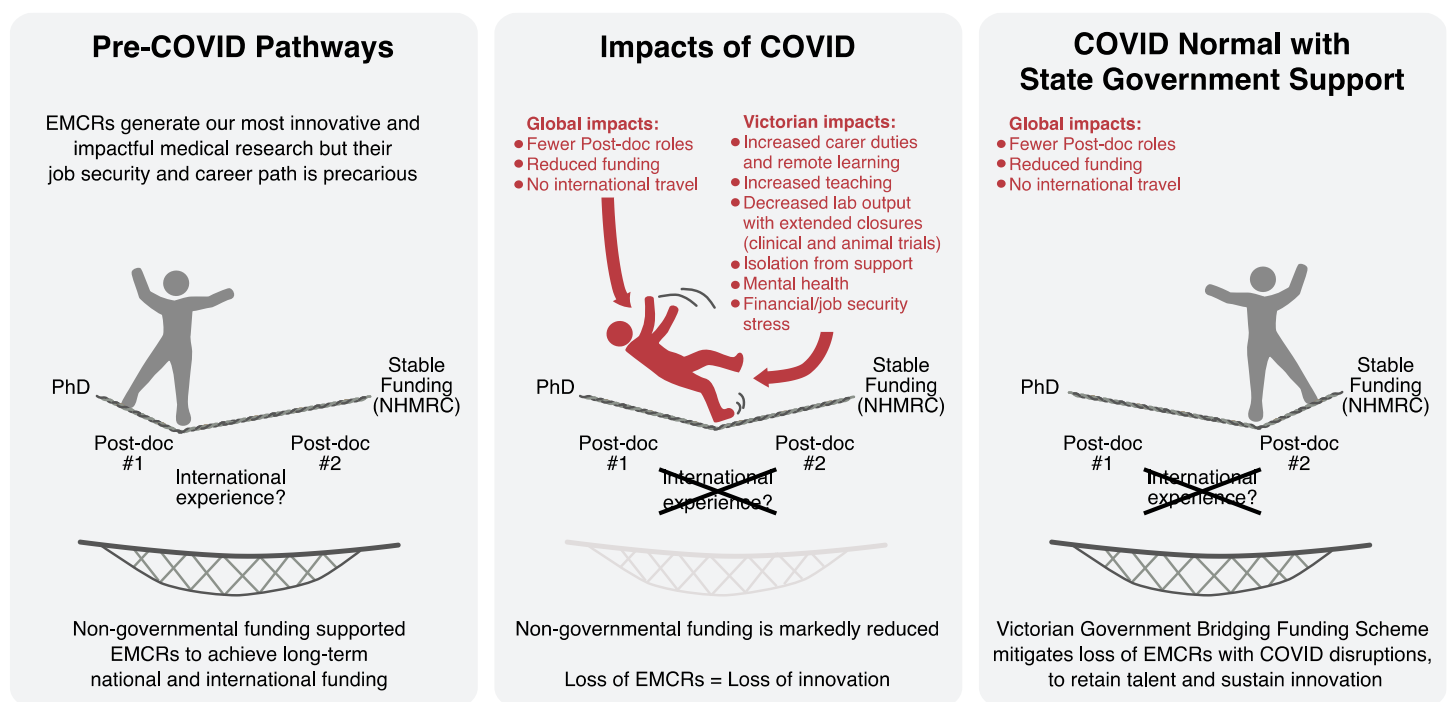 Pre-COVID Pathways
EMCRs generate our most innovative and
impactful medical research but their
job security and career path is precarious
PhD
Stable
Funding
(NHMRC)
Post-doc
#1
Post-doc
#2
International
experience?
Non-governmental funding supported
EMCRs to achieve long-term
national and international funding
Impacts of COVID
Global impacts:
• Fewer Post-doc roles
• Reduced funding
• No international travel
Victorian impacts:
• Increased carer duties
and remote learning
• Increased teaching
• Decreased lab output
with extended closures
(clinical and animal trials)
• Isolation from support
• Mental health
• Financial/job security
stress
PhD
Stable
Funding
(NHMRC)
Post-doc
#1
Post-doc
#2
International
experience?
Non-governmental funding is markedly reduced
Loss of EMCRs = Loss of innovation
COVID Normal with
State Government Support
Global impacts:
• Fewer Post-doc roles
• Reduced funding
• No international travel
PhD
Stable
Funding
(NHMRC)
Post-doc
#1
Post-doc
#2
International
experience?
Victorian Government Bridging Funding Scheme
mitigates loss of EMCRs with COVID disruptions,
to retain talent and sustain innovation